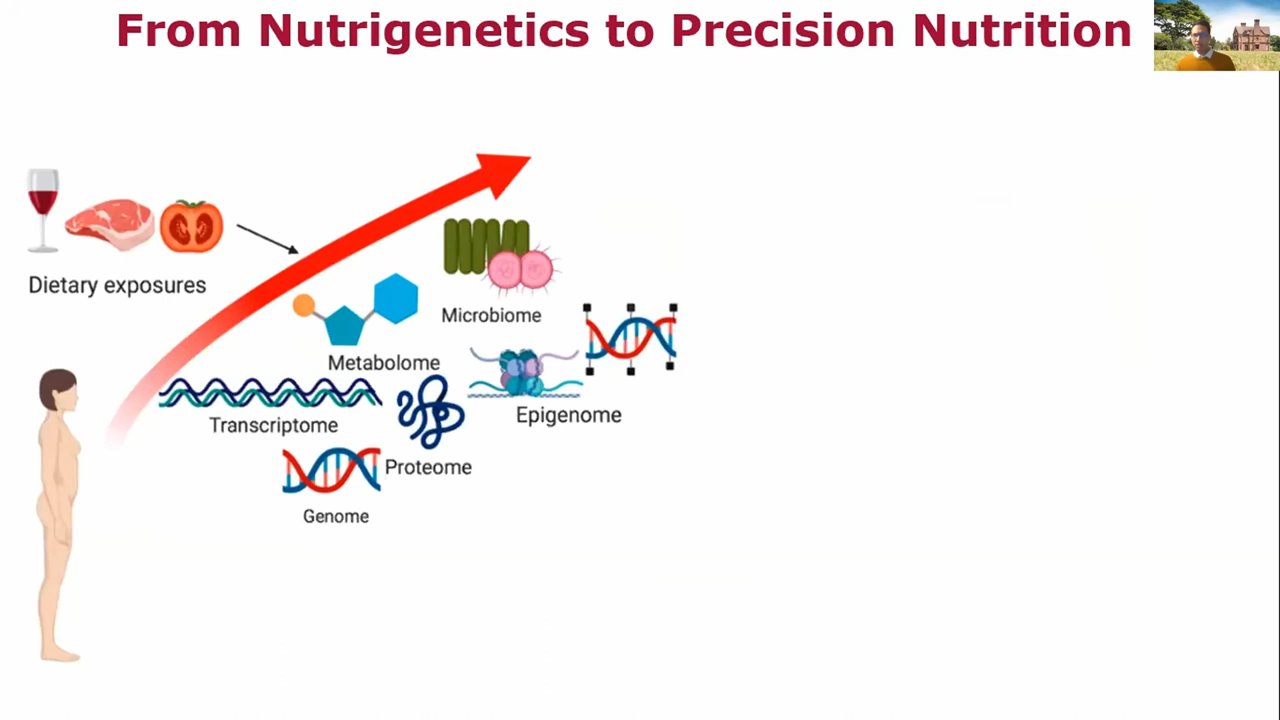 From Nutrigenetics to Precision Nutrition
Dietary exposures
Microbiome
Metabolome
Epigenome
Transcriptome
Proteome
Genome